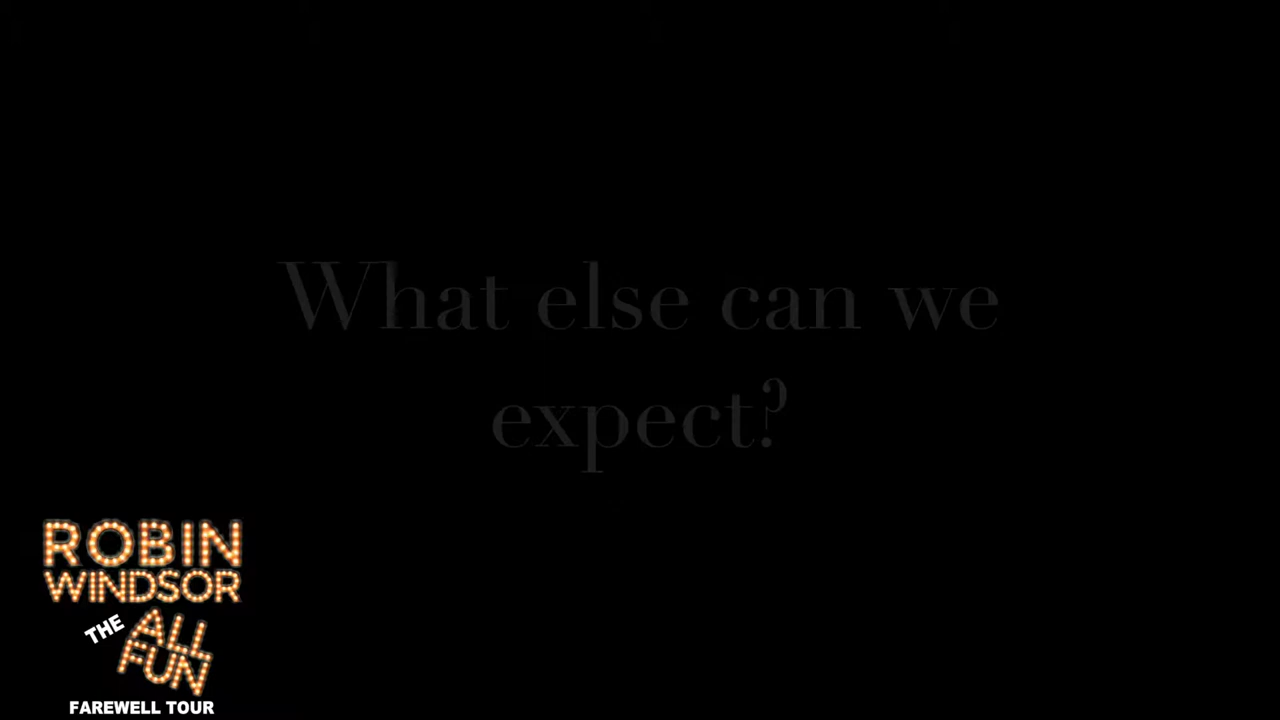 What else can we
expect?
ROBIN
WINDSOR
THE ALL
FUN
FAREWELL TOUR